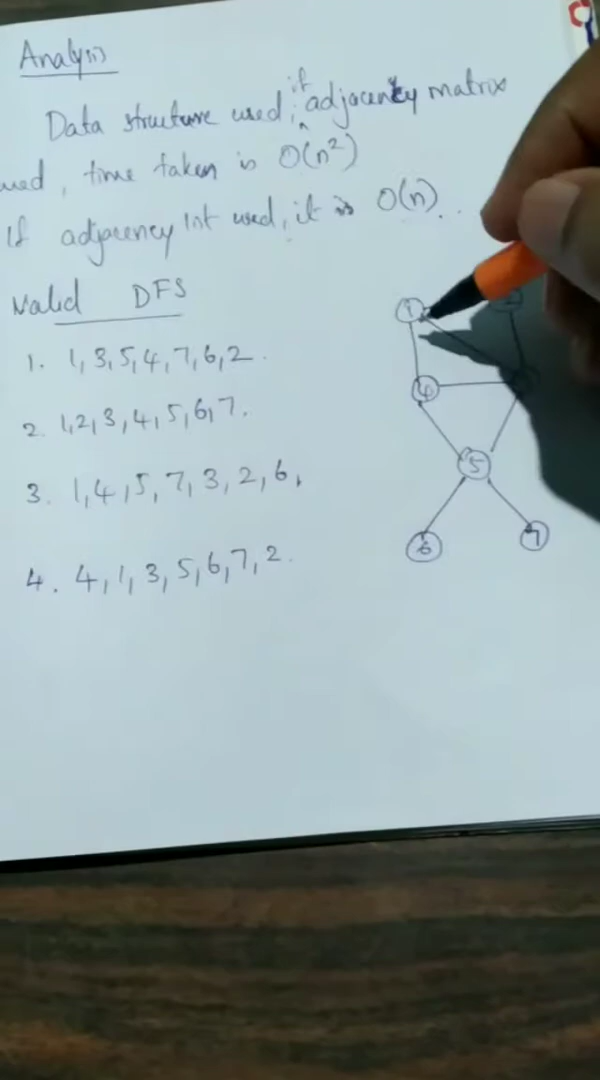 Analysis
if
Data structure used; adjacency matrix
used, time taken is O(n²)
If adjacency list used, it is O(n)..
Valid DFS
1. 1, 3, 5, 4, 7, 6, 2.
2. 1, 2, 3, 4, 5, 6, 7.
3. 1, 4, 5, 7, 3, 2, 6,
4. 4, 1, 3, 5, 6, 7, 2.
1
4
5
6 7